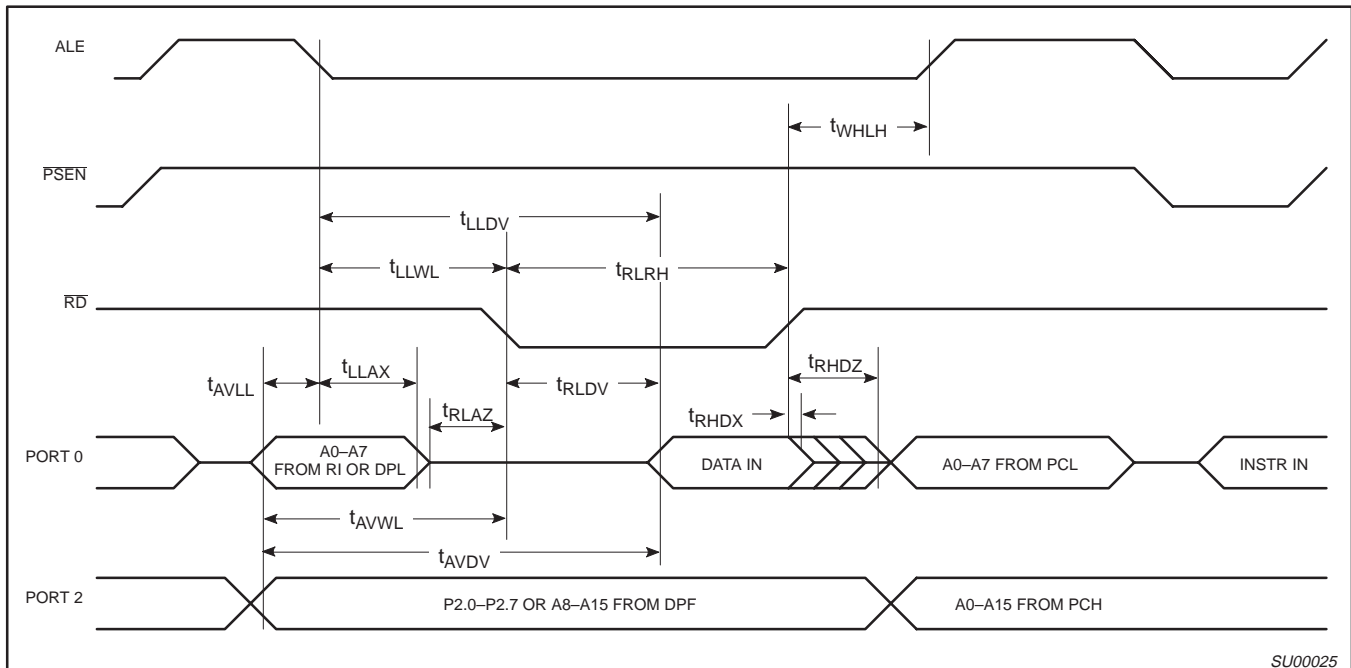 ALE
tWHLH
PSEN
tLLDV
tLLWL
tRLRH
RD
tAVLL
tLLAX
tRLAZ
tRLDV
tRHDZ
tRHDX
PORT 0
A0–A7
FROM RI OR DPL
DATA IN
A0–A7 FROM PCL
INSTR IN
tAVWL
tAVDV
PORT 2
P2.0–P2.7 OR A8–A15 FROM DPF
A0–A15 FROM PCH
SU00025